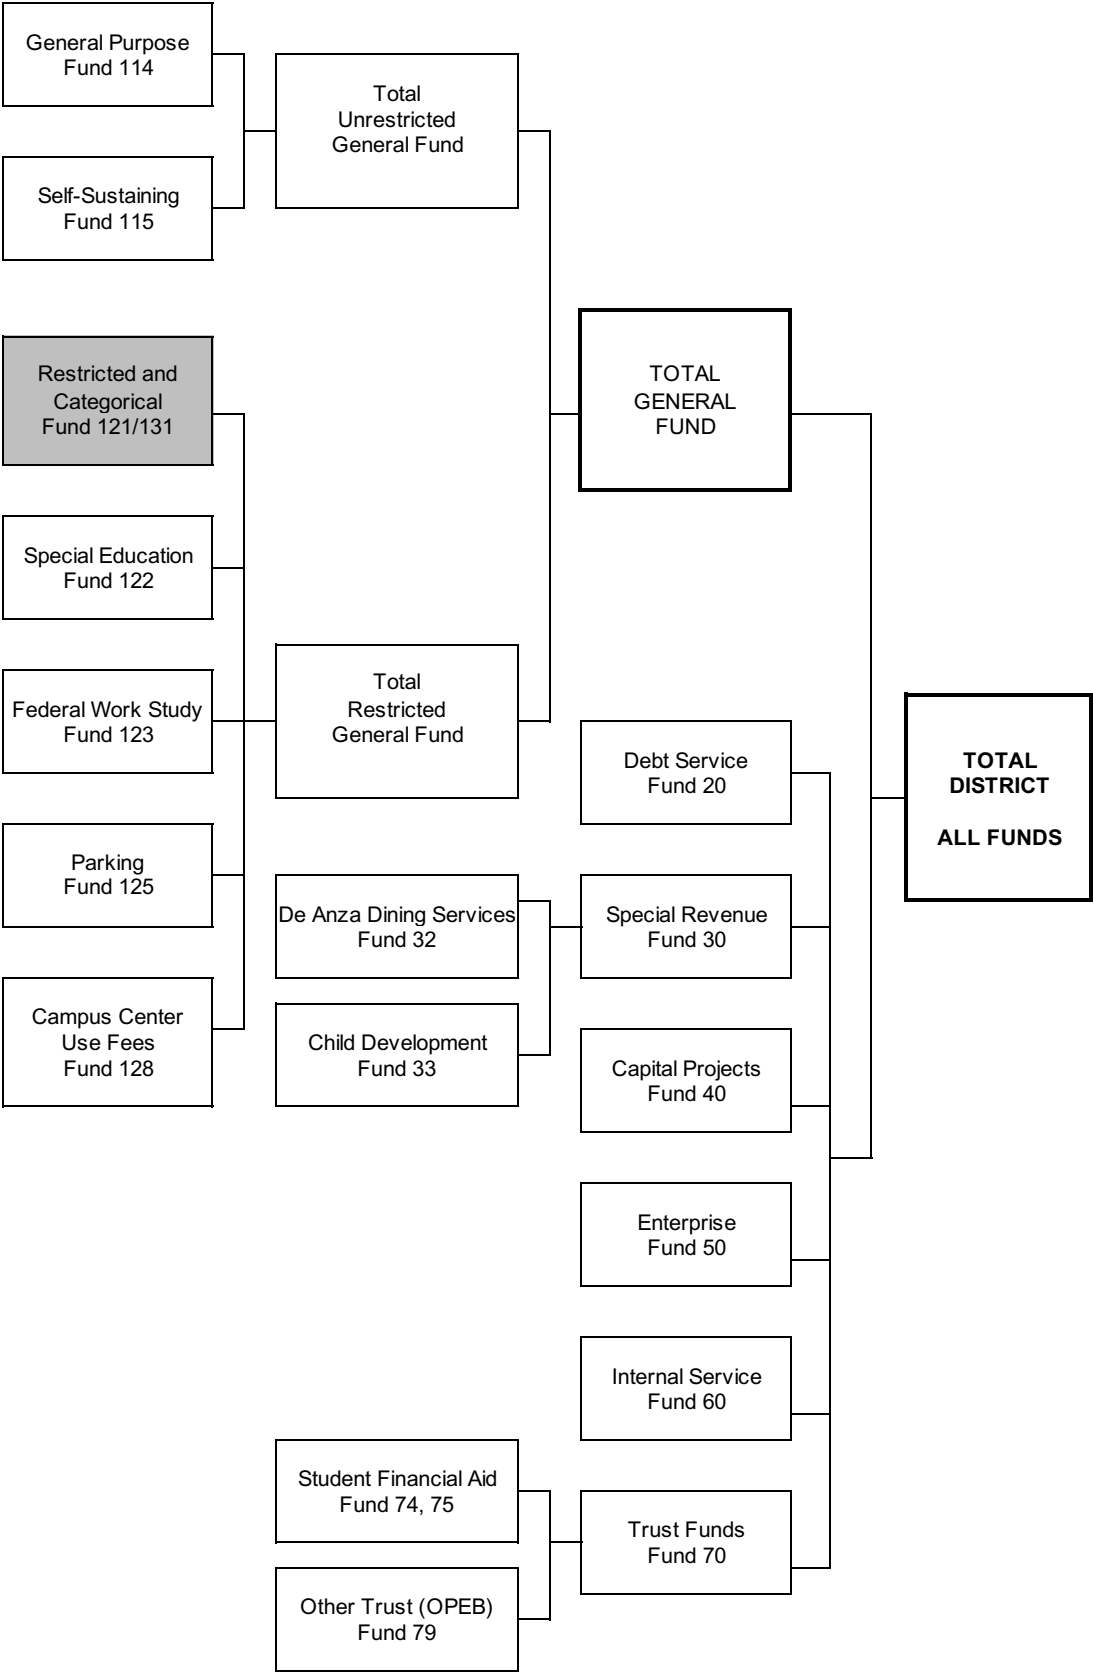 General Purpose
Fund 114
Total
Unrestricted
General Fund
Self-Sustaining
Fund 115
Restricted and
Categorical
Fund 121/131
TOTAL
GENERAL
FUND
Special Education
Fund 122
Federal Work Study
Fund 123
Total
Restricted
General Fund
Debt Service
Fund 20
TOTAL
DISTRICT
ALL FUNDS
Parking
Fund 125
De Anza Dining Services
Fund 32
Special Revenue
Fund 30
Campus Center
Use Fees
Fund 128
Child Development
Fund 33
Capital Projects
Fund 40
Enterprise
Fund 50
Internal Service
Fund 60
Student Financial Aid
Fund 74, 75
Trust Funds
Fund 70
Other Trust (OPEB)
Fund 79